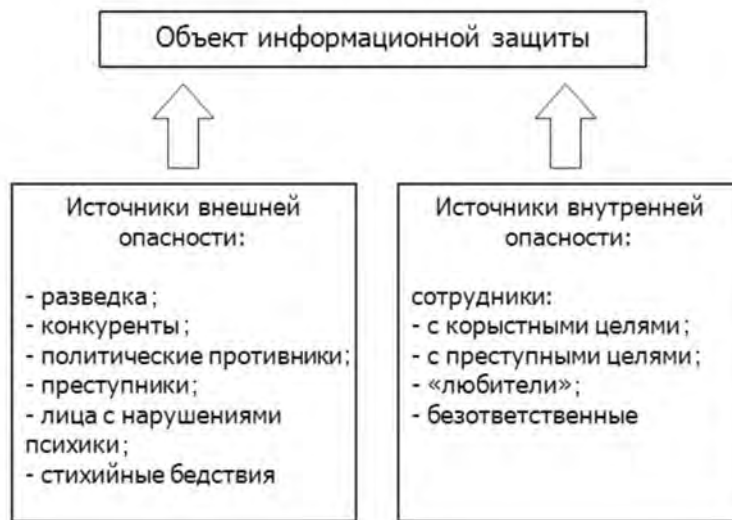 Объект информационной защиты
Источники внешней
опасности:
- разведка;
- конкуренты;
- политические противники;
- преступники;
- лица с нарушениями
психики;
- стихийные бедствия
Источники внутренней
опасности:
сотрудники:
- с корыстными целями;
- с преступными целями;
- «любители»;
- безответственные